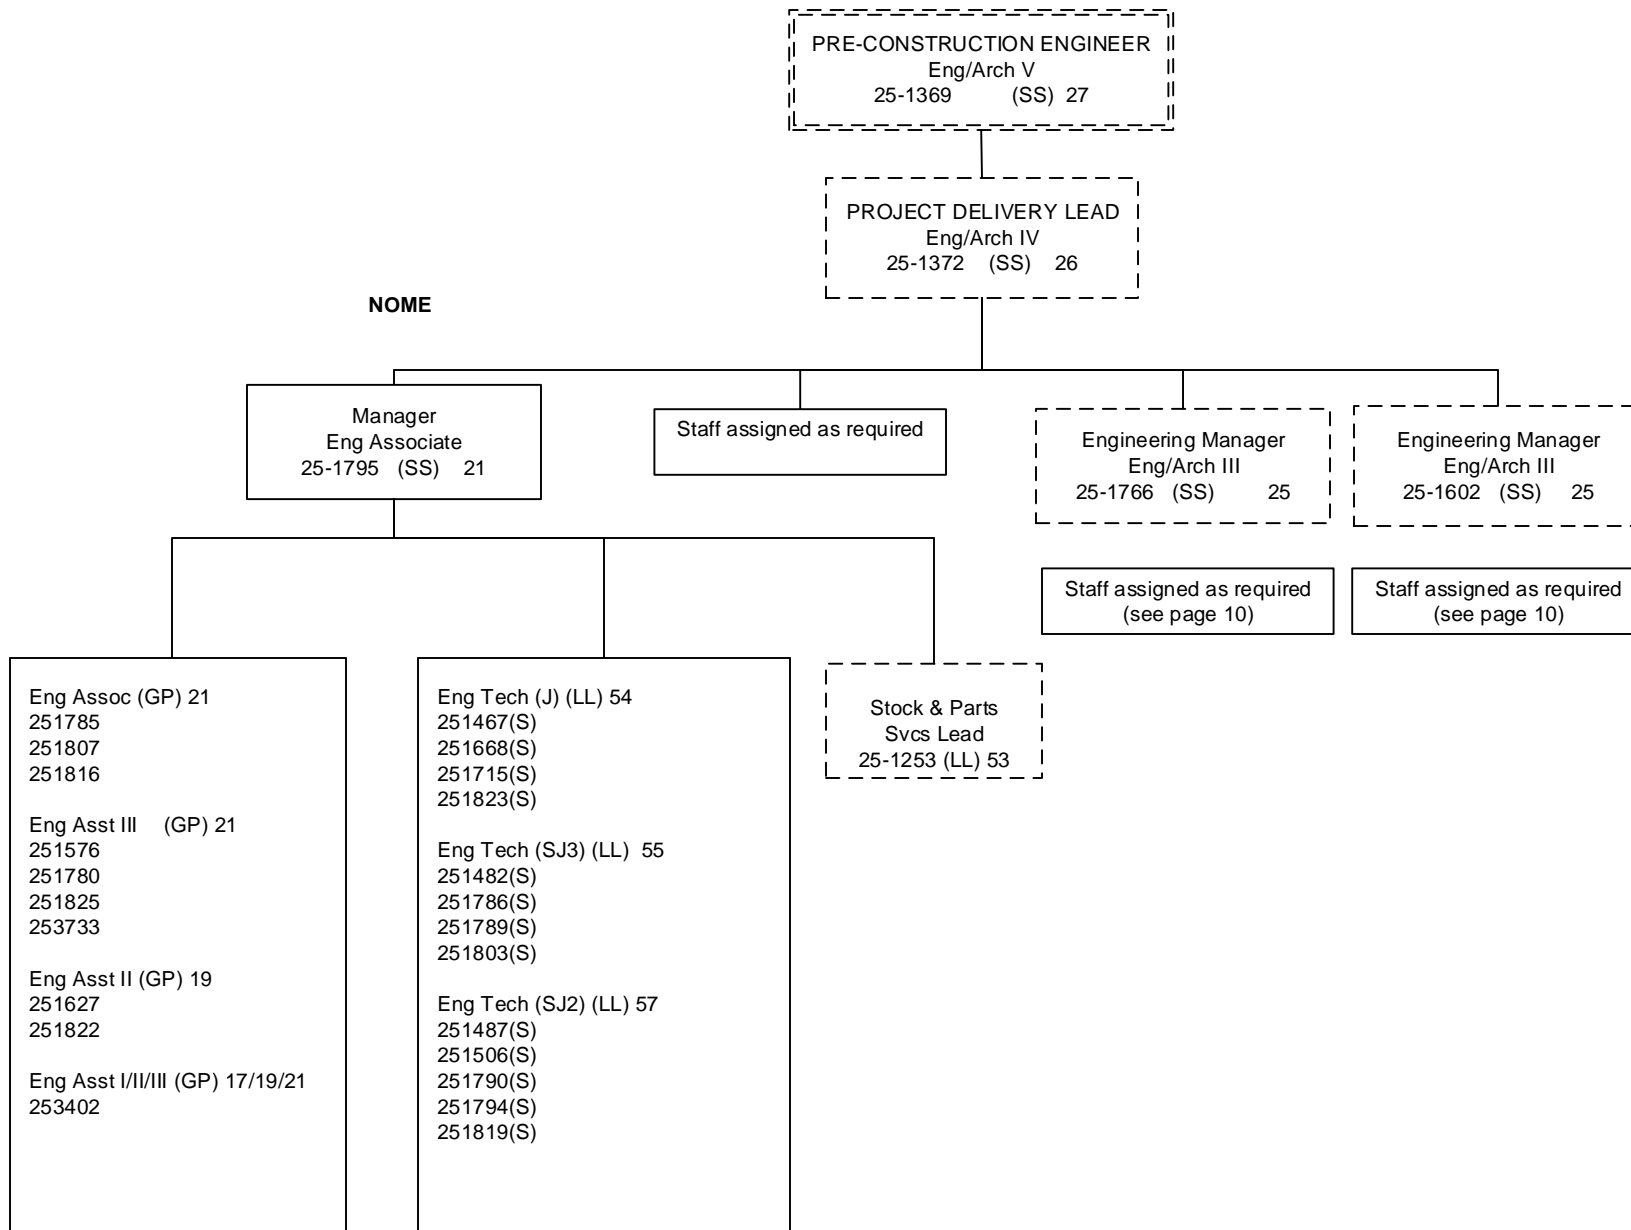 PRE-CONSTRUCTION ENGINEER
Eng/Arch V
25-1369 (SS) 27
PROJECT DELIVERY LEAD
Eng/Arch IV
25-1372 (SS) 26
NOME
Manager
Eng Associate
25-1795 (SS) 21
Staff assigned as required
Engineering Manager
Eng/Arch III
25-1766 (SS) 25
Engineering Manager
Eng/Arch III
25-1602 (SS) 25
Staff assigned as required
(see page 10)
Staff assigned as required
(see page 10)
Eng Assoc (GP) 21
251785
251807
251816
Eng Asst III (GP) 21
251576
251780
251825
253733
Eng Asst II (GP) 19
251627
251822
Eng Asst I/II/III (GP) 17/19/21
253402
Eng Tech (J) (LL) 54
251467(S)
251668(S)
251715(S)
251823(S)
Eng Tech (SJ3) (LL) 55
251482(S)
251786(S)
251789(S)
251803(S)
Eng Tech (SJ2) (LL) 57
251487(S)
251506(S)
251790(S)
251794(S)
251819(S)
Stock & Parts
Svcs Lead
25-1253 (LL) 53